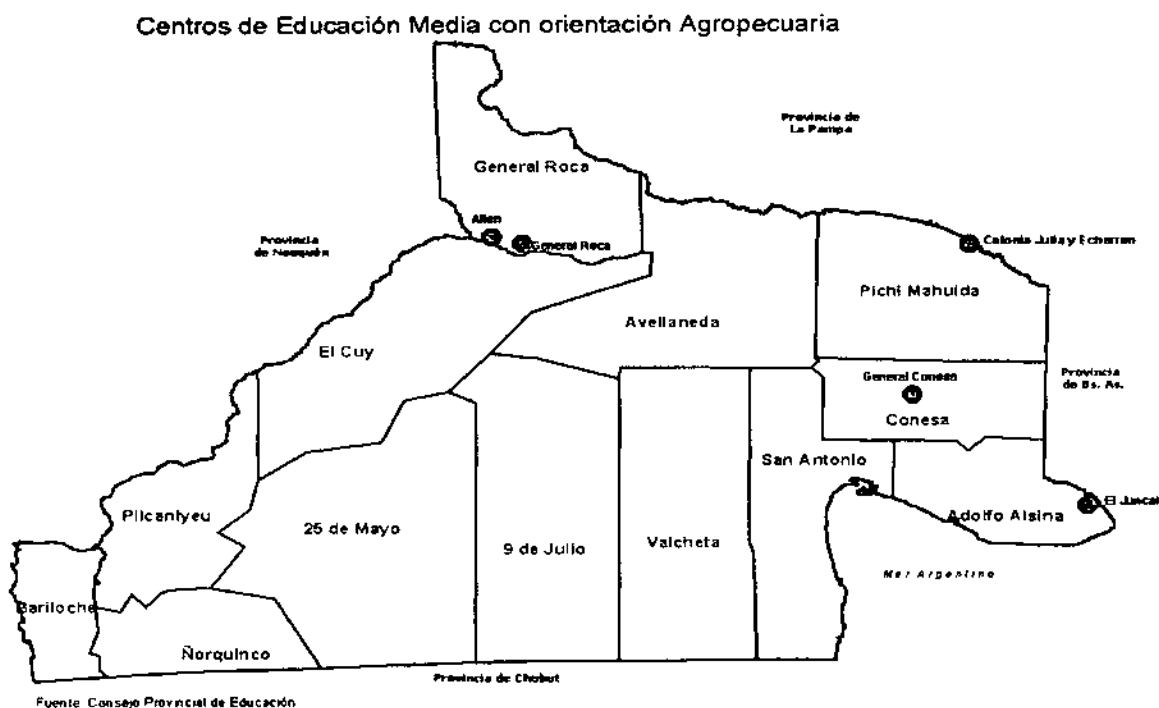 Centros de Educación Media con orientación Agropecuaria
Provincia de
La Pampa
General Roca
Allen
General Roca
Provincia
de Neuquén
Colonia Julia y Echarren
Pichi Mahuida
Avellaneda
El Cuy
General Conesa
Provincia
de Bs. As.
Conesa
San Antonio
Pilcaniyeu
25 de Mayo
9 de Julio
Valcheta
El Juncal
Adolfo Alsina
Mar Argentino
Bariloche
Ñorquinco
Provincia de Chubut
Fuente Consejo Provincial de Educación